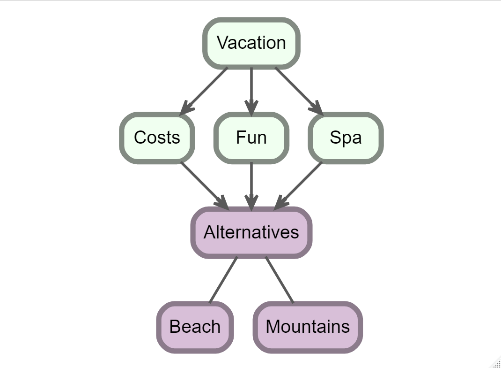 Vacation
Costs
Fun
Spa
Alternatives
Beach
Mountains